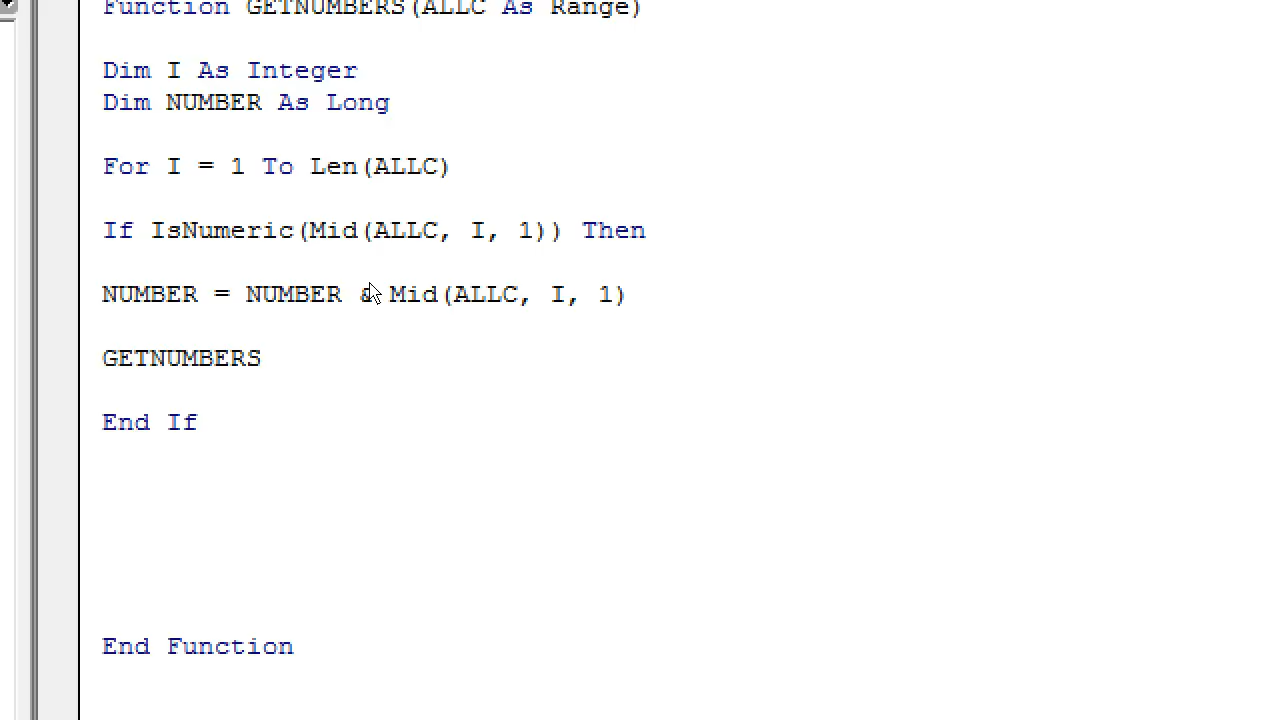 Function GETNUMBERS(ALLC As Range)
Dim I As Integer
Dim NUMBER As Long
For I = 1 To Len(ALLC)
If IsNumeric(Mid(ALLC, I, 1)) Then
NUMBER = NUMBER & Mid(ALLC, I, 1)
GETNUMBERS
End If
End Function